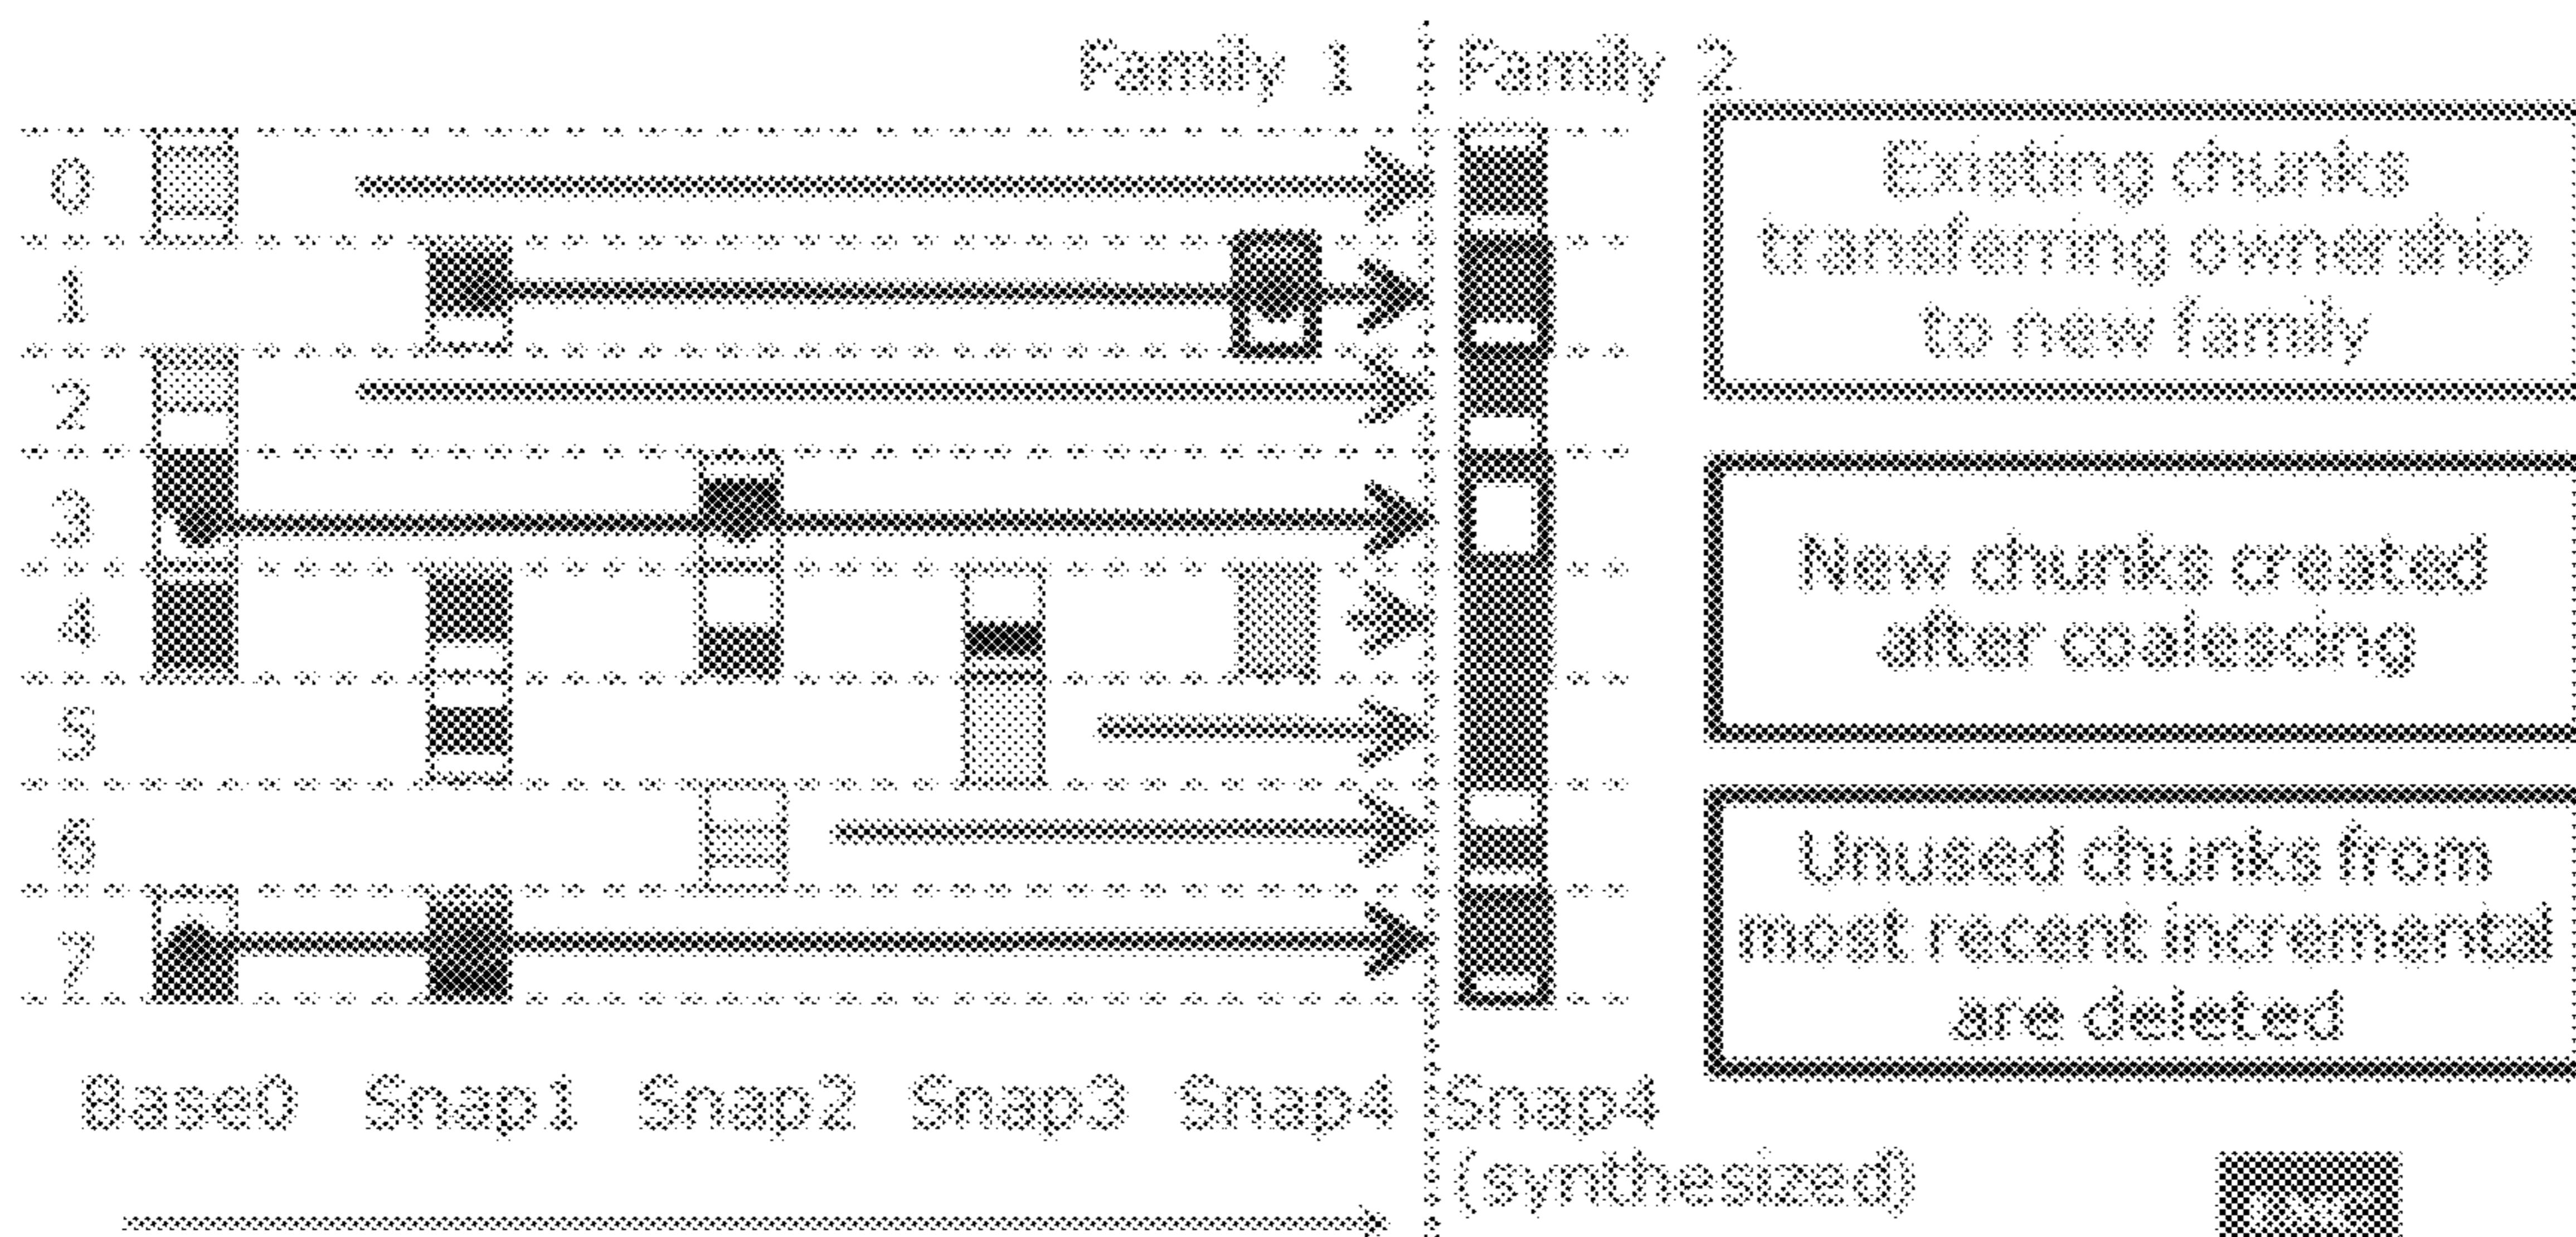 Family 1 Family 2
0
1
2
3
4
5
6
7
Existing chunks
transferring ownership
to new family
New chunks created
after coalescing
Unused chunks from
most recent incremental
are deleted
Base0 Snap1 Snap2 Snap3 Snap4 Snap4
(synthesized)